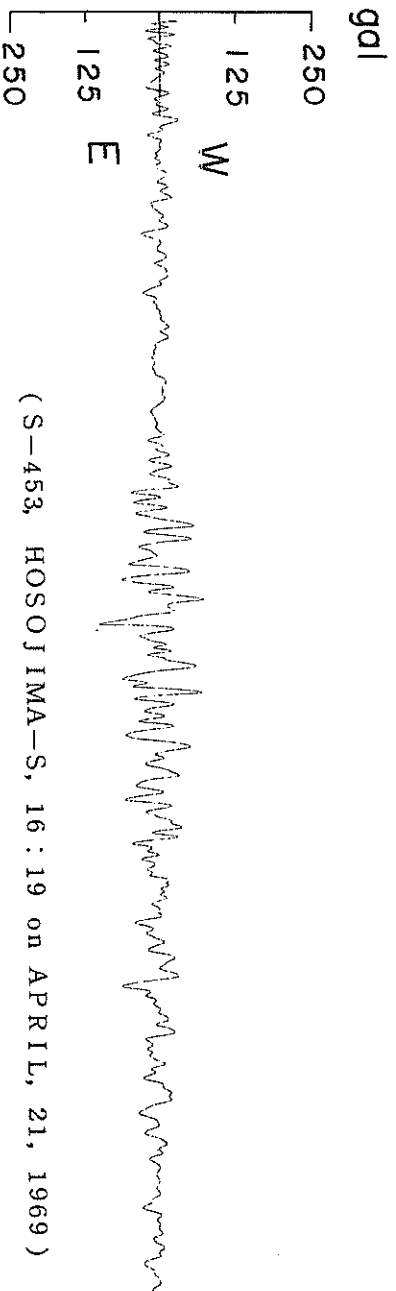 gal
250
125
W
E
125
250
(S-453, HOSOJIMA-S, 16:19 on APRIL, 21, 1969)